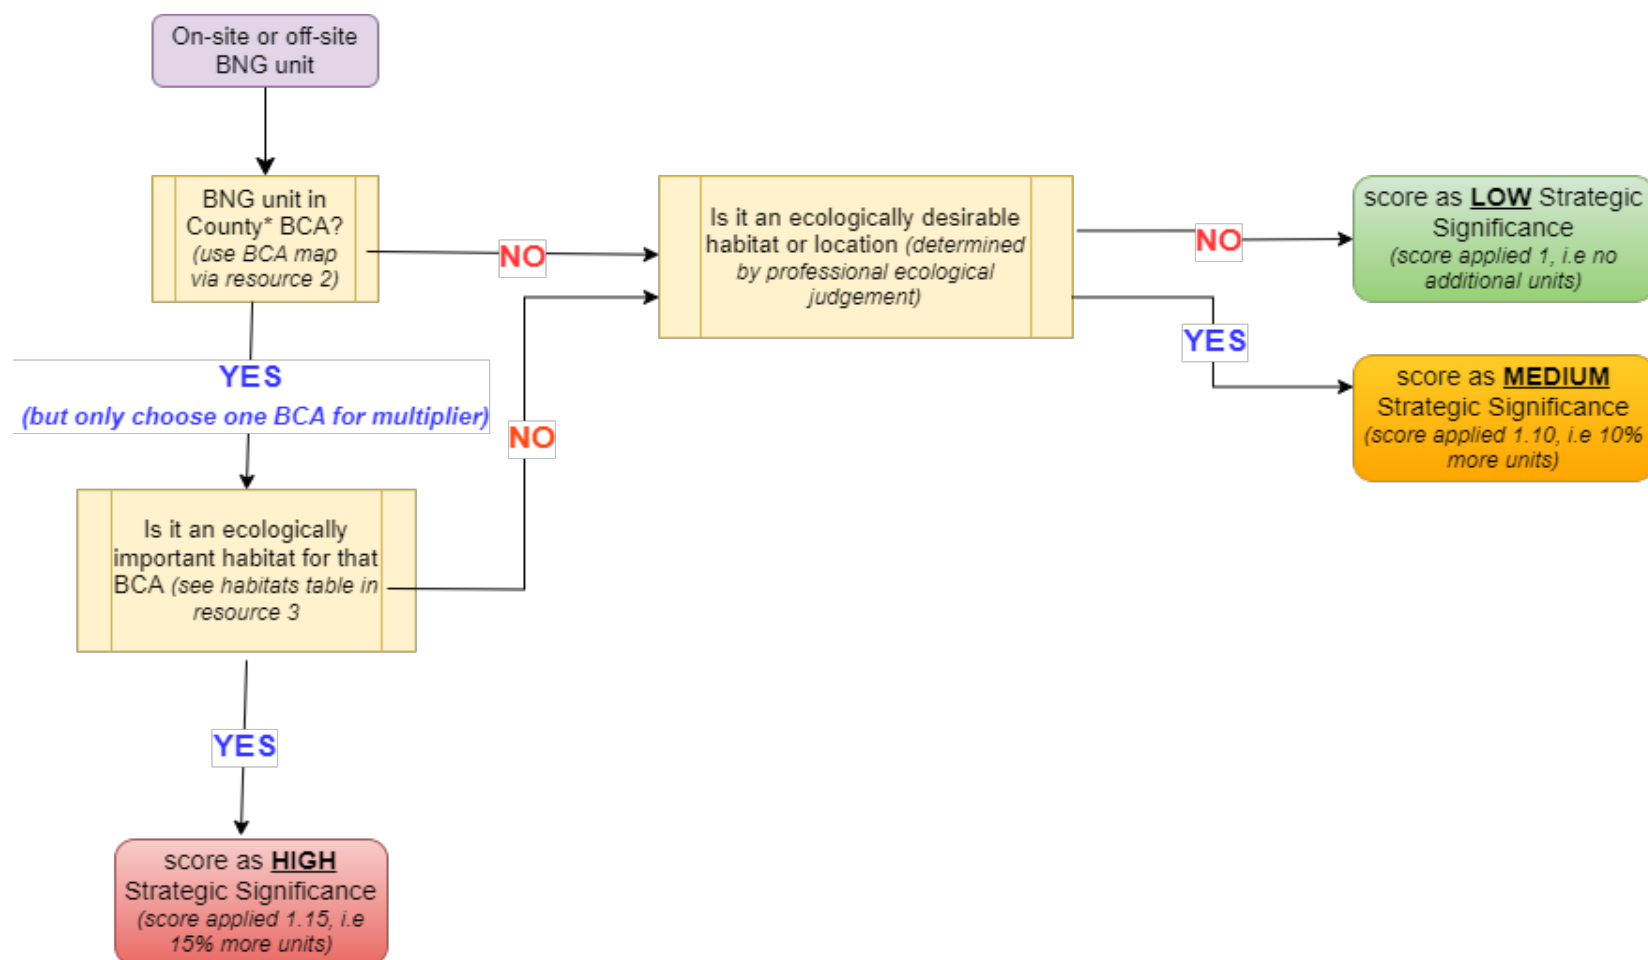 On-site or off-site
BNG unit
BNG unit in
County* BCA?
(use BCA map
via resource 2)
NO
Is it an ecologically desirable
habitat or location (determined
by professional ecological
judgement)
NO
score as LOW Strategic
Significance
(score applied 1, i.e no
additional units)
YES
score as MEDIUM
Strategic Significance
(score applied 1.10, i.e 10%
more units)
YES
(but only choose one BCA for multiplier)
NO
Is it an ecologically
important habitat for that
BCA (see habitats table in
resource 3
YES
score as HIGH
Strategic Significance
(score applied 1.15, i.e
15% more units)